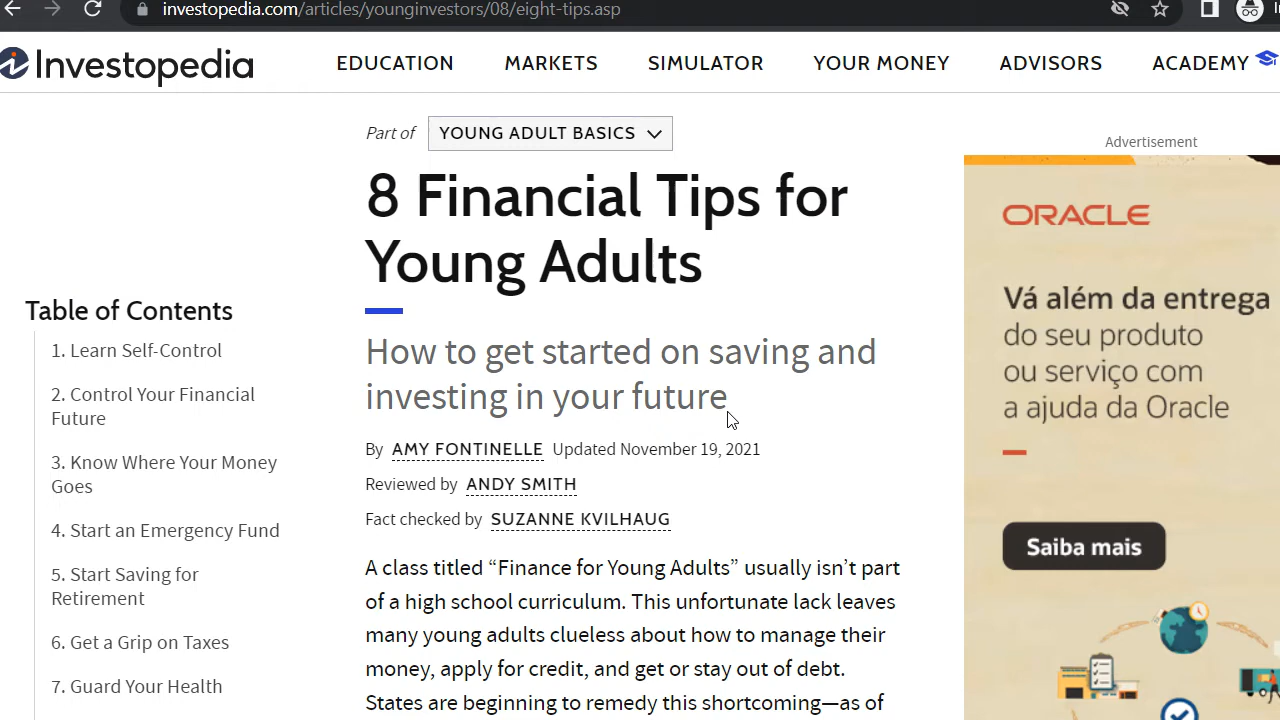 investopedia.com/articles/younginvestors/08/eight-tips.asp
Investopedia
EDUCATION MARKETS SIMULATOR YOUR MONEY ADVISORS ACADEMY
Part of YOUNG ADULT BASICS
8 Financial Tips for
Young Adults
How to get started on saving and
investing in your future
By AMY FONTINELLE Updated November 19, 2021
Reviewed by ANDY SMITH
Fact checked by SUZANNE KVILHAUG
A class titled “Finance for Young Adults” usually isn’t part
of a high school curriculum. This unfortunate lack leaves
many young adults clueless about how to manage their
money, apply for credit, and get or stay out of debt.
States are beginning to remedy this shortcoming—as of
Table of Contents
1. Learn Self-Control
2. Control Your Financial
Future
3. Know Where Your Money
Goes
4. Start an Emergency Fund
5. Start Saving for
Retirement
6. Get a Grip on Taxes
7. Guard Your Health
Advertisement
ORACLE
Vá além da entrega
do seu produto
ou serviço com
a ajuda da Oracle
Saiba mais